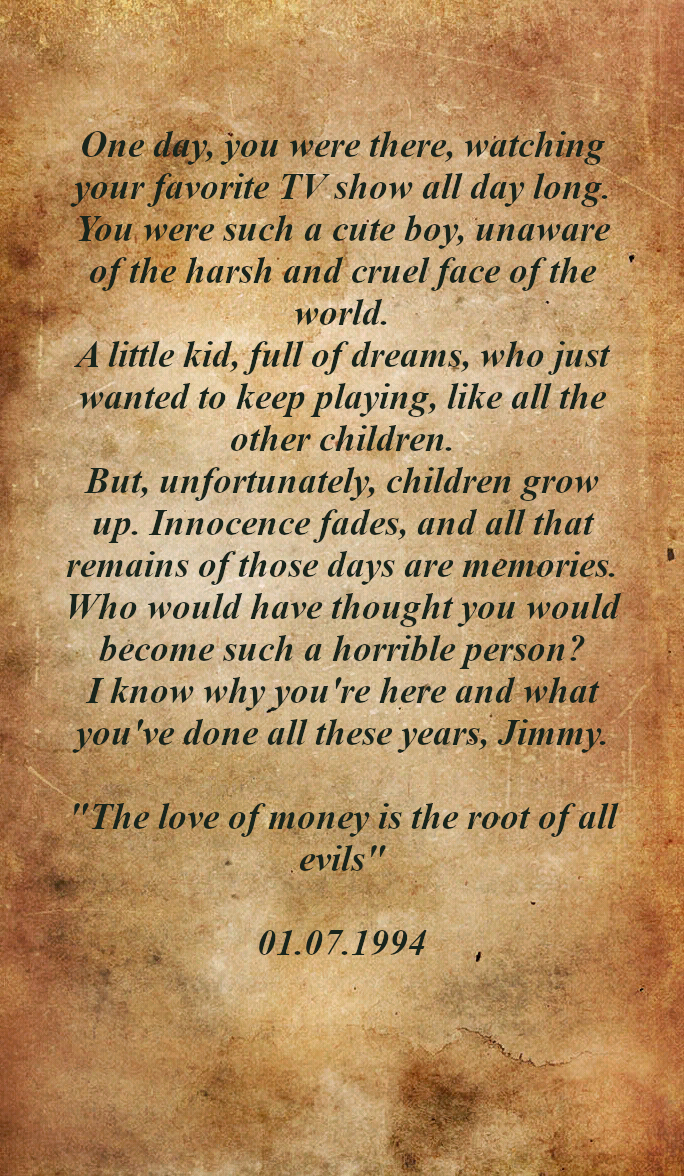 One day, you were there, watching
your favorite TV show all day long.
You were such a cute boy, unaware
of the harsh and cruel face of the
world.
A little kid, full of dreams, who just
wanted to keep playing, like all the
other children.
But, unfortunately, children grow
up. Innocence fades, and all that
remains of those days are memories.
Who would have thought you would
become such a horrible person?
I know why you're here and what
you've done all these years, Jimmy.
"The love of money is the root of all
evils"
01.07.1994